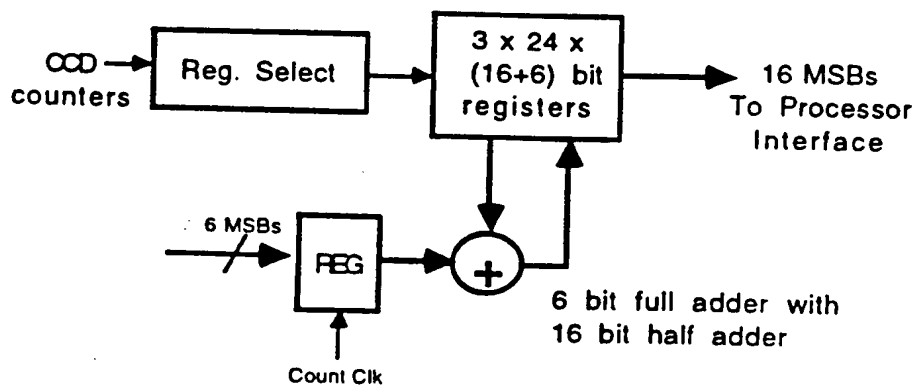 CCD
counters
Reg. Select
3 x 24 x
(16+6) bit
registers
16 MSBs
To Processor
Interface
6 MSBs
REG
+
6 bit full adder with
16 bit half adder
Count Clk